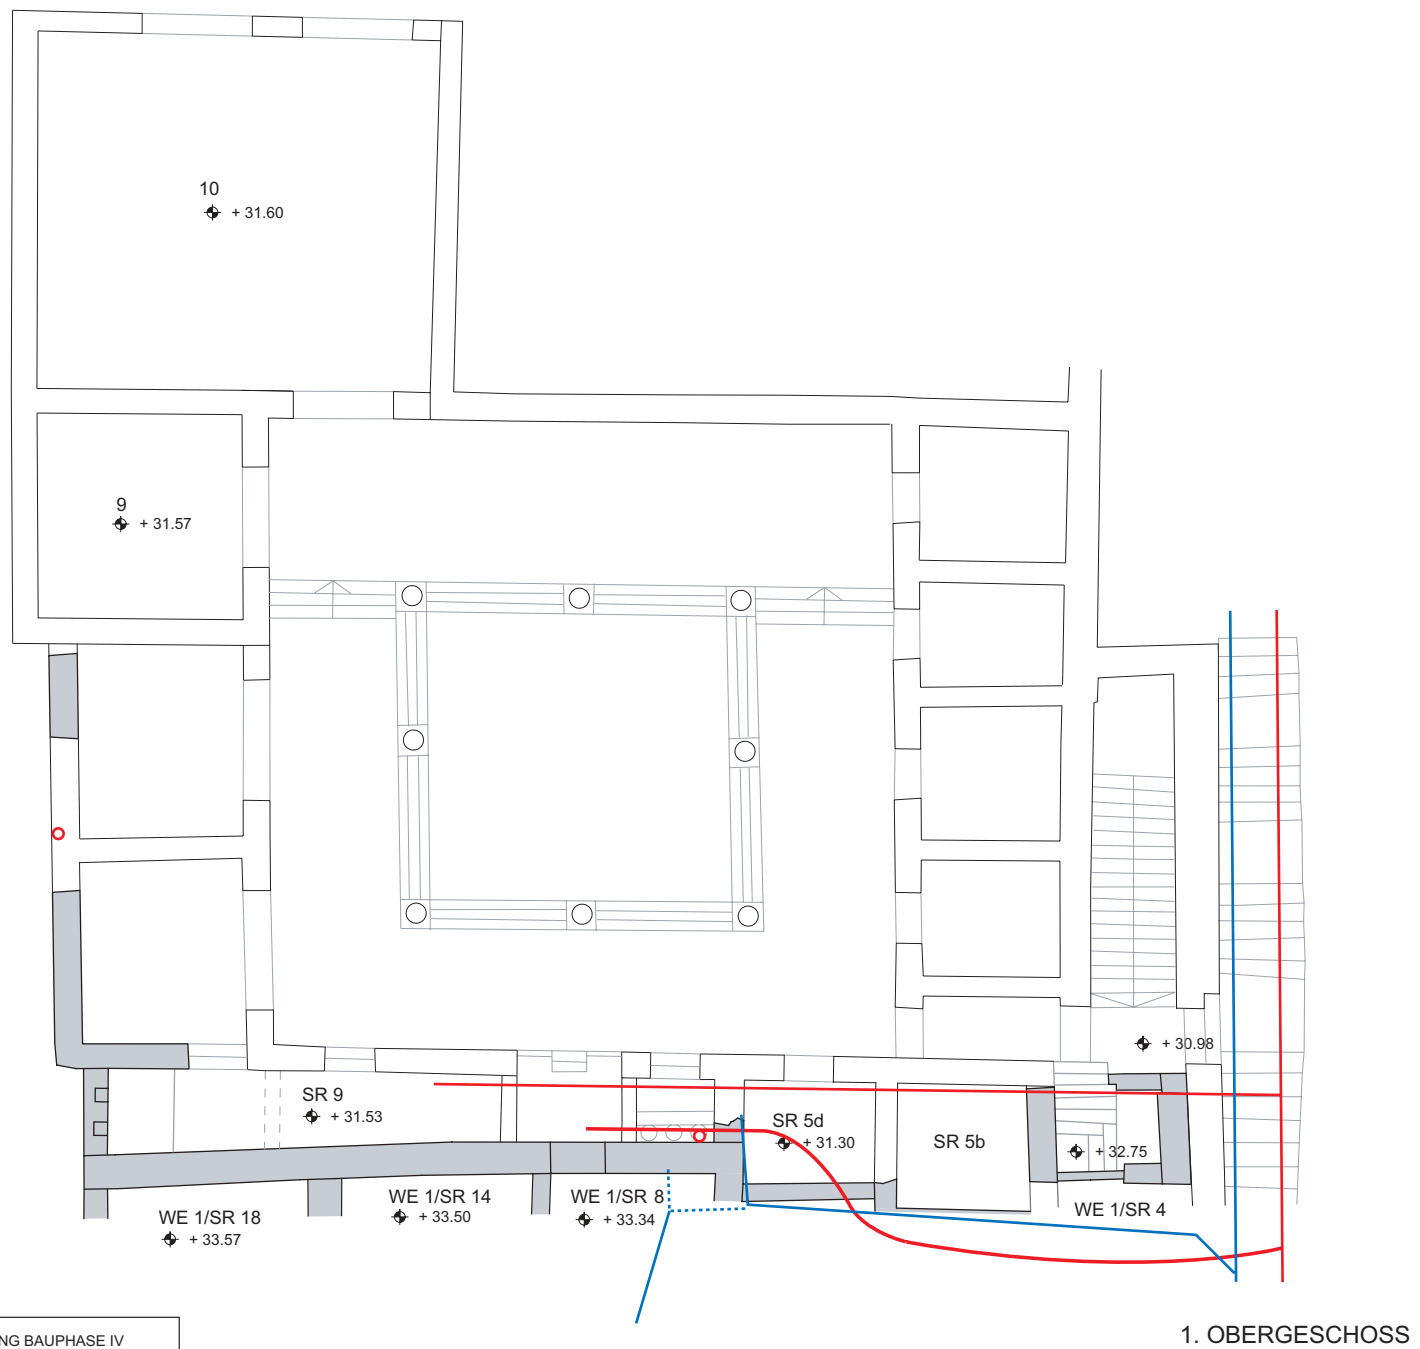 10
+ 31.60
9
+ 31.57
+ 30.98
SR 9
+ 31.53
SR 5d
+ 31.30
SR 5b
+ 32.75
WE 1/SR 18
+ 33.57
WE 1/SR 14
+ 33.50
WE 1/SR 8
+ 33.34
WE 1/SR 4
NG BAUPHASE IV
1. OBERGESCHOSS